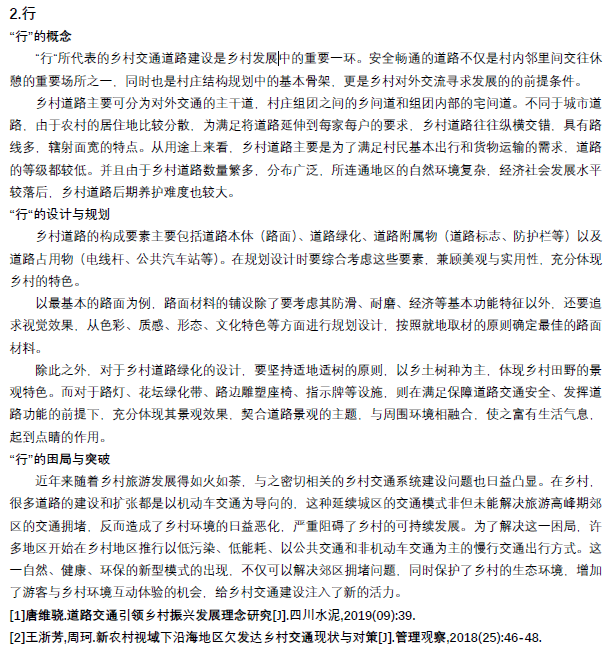 2.行
“行”的概念
“行“所代表的乡村交通道路建设是乡村发展中的重要一环。安全畅通的道路不仅是村内邻里间交往休
憩的重要场所之一，同时也是村庄结构规划中的基本骨架，更是乡村对外交流寻求发展的的前提条件。
乡村道路主要可分为对外交通的主干道，村庄组团之间的乡间道和组团内部的宅间道。不同于城市道
路，由于农村的居住地比较分散，为满足将道路延伸到每家每户的要求，乡村道路往往纵横交错，具有路
线多，辖射面宽的特点。从用途上来看，乡村道路主要是为了满足村民基本出行和货物运输的需求，道路
的等级都较低。并且由于乡村道路数量繁多，分布广泛，所连通地区的自然环境复杂，经济社会发展水平
较落后，乡村道路后期养护难度也较大。
“行“的设计与规划
乡村道路的构成要素主要包括道路本体（路面）、道路绿化、道路附属物（道路标志、防护栏等）以及
道路占用物（电线杆、公共汽车站等）。在规划设计时要综合考虑这些要素，兼顾美观与实用性，充分体现
乡村的特色。
以最基本的路面为例，路面材料的铺设除了要考虑其防滑、耐磨、经济等基本功能特征以外，还要追
求视觉效果，从色彩、质感、形态、文化特色等方面进行规划设计，按照就地取材的原则确定最佳的路面
材料。
除此之外，对于乡村道路绿化的设计，要坚持适地适树的原则，以乡土树种为主，体现乡村田野的景
观特色。而对于路灯、花坛绿化带、路边雕塑座椅、指示牌等设施，则在满足保障道路交通安全、发挥道
路功能的前提下，充分体现其景观效果，契合道路景观的主题，与周围环境相融合，使之富有生活气息，
起到点睛的作用。
“行”的困局与突破
近年来随着乡村旅游发展得如火如荼，与之密切相关的乡村交通系统建设问题也日益凸显。在乡村，
很多道路的建设和扩张都是以机动车交通为导向的，这种延续城区的交通模式非但未能解决旅游高峰期郊
区的交通拥堵，反而造成了乡村环境的日益恶化，严重阻碍了乡村的可持续发展。为了解决这一困局，许
多地区开始在乡村地区推行以低污染、低能耗、以公共交通和非机动车交通为主的慢行交通出行方式。这
一自然、健康、环保的新型模式的出现，不仅可以解决郊区拥堵问题，同时保护了乡村的生态环境，增加
了游客与乡村环境互动体验的机会，给乡村交通建设注入了新的活力。
[1]唐维骁.道路交通引领乡村振兴发展理念研究[J].四川水泥,2019(09):39.
[2]王浙芳,周珂.新农村视域下沿海地区欠发达乡村交通现状与对策[J].管理观察,2018(25):46-48.